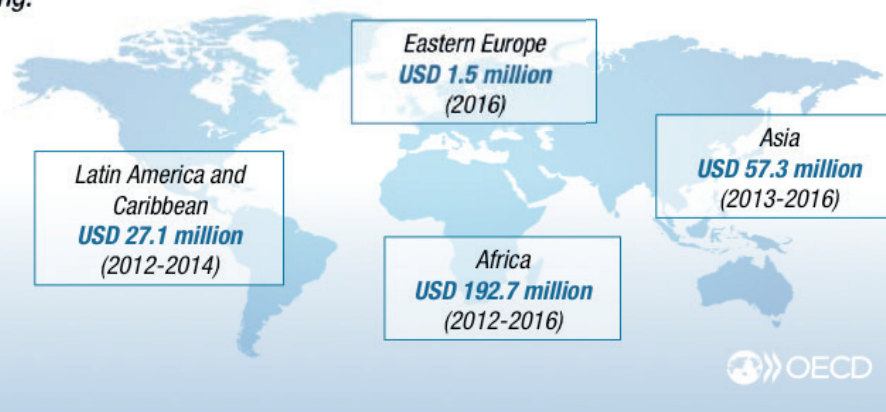 Eastern Europe
USD 1.5 million
(2016)
Asia
USD 57.3 million
(2013-2016)
Latin America and
Caribbean
USD 27.1 million
(2012-2014)
Africa
USD 192.7 million
(2012-2016)
OECD